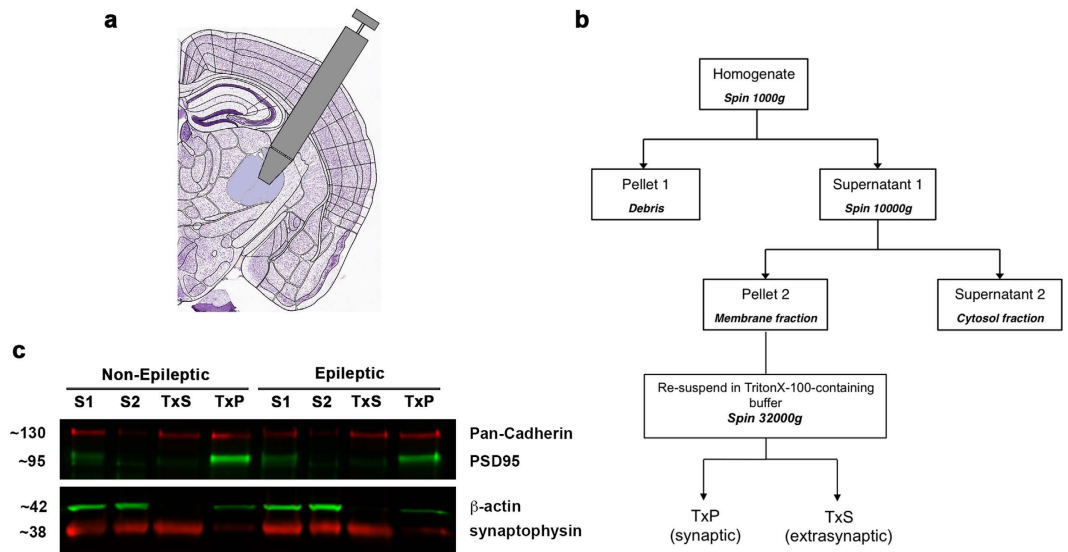 a
b
Homogenate
Spin 1000g
Pellet 1
Debris
Supernatant 1
Spin 10000g
Pellet 2
Membrane fraction
Supernatant 2
Cytosol fraction
Re-suspend in TritonX-100-containing
buffer
Spin 32000g
TxP
(synaptic)
TxS
(extrasynaptic)
c
Non-Epileptic Epileptic
S1 S2 TxS TxP S1 S2 TxS TxP
~130 Pan-Cadherin
~95 PSD95
~42 β-actin
~38 synaptophysin